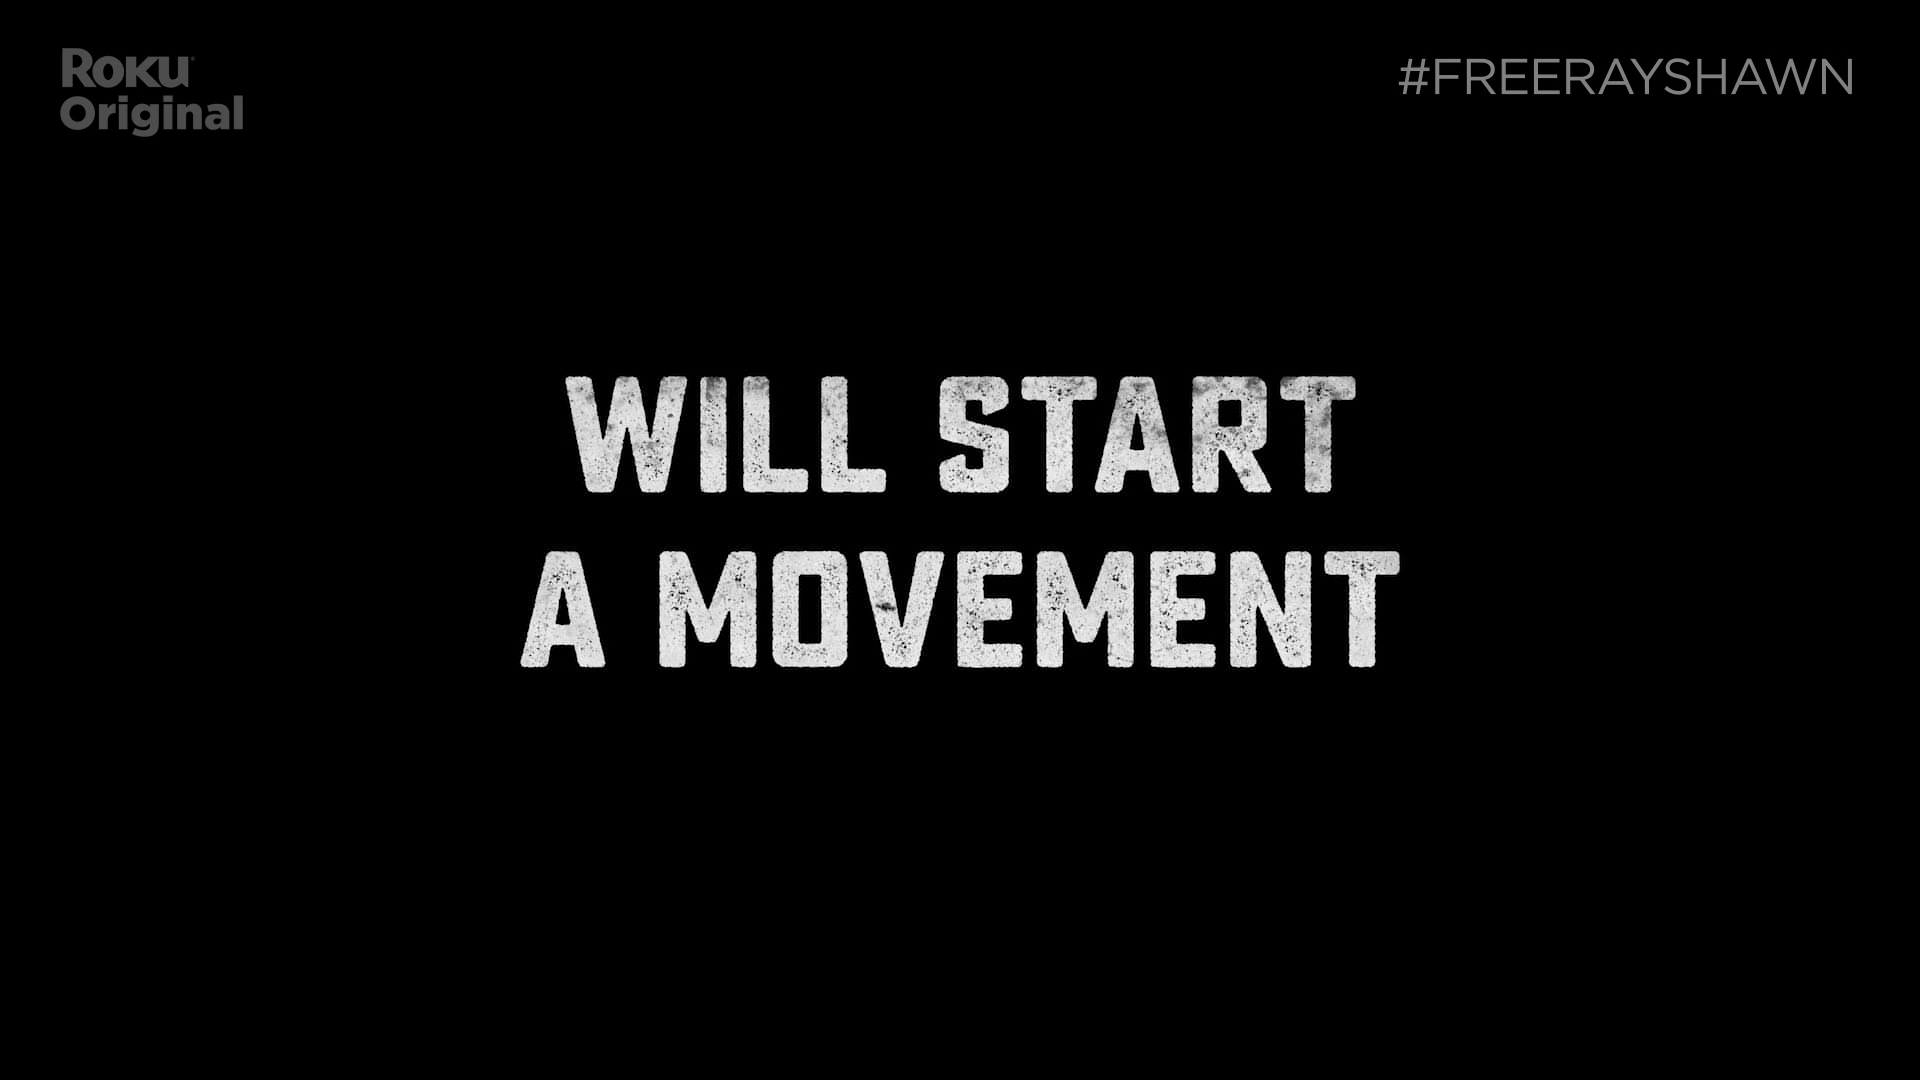 Roku
Original
#FREERAYSHAWN
WILL START
A MOVEMENT